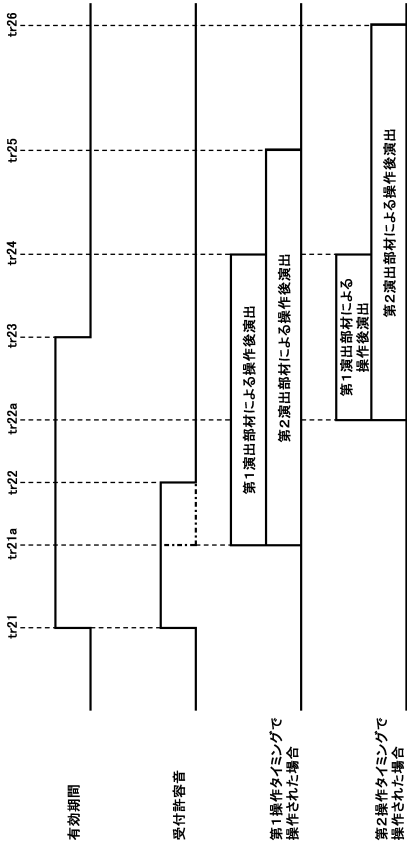 tr21
tr21a
tr22
tr22a
tr23
tr24
tr25
tr26
有効期間
受付許容音
第1操作タイミングで
操作された場合
第1演出部材による操作後演出
第2演出部材による操作後演出
第2操作タイミングで
操作された場合
第1演出部材による
操作後演出
第2演出部材による操作後演出